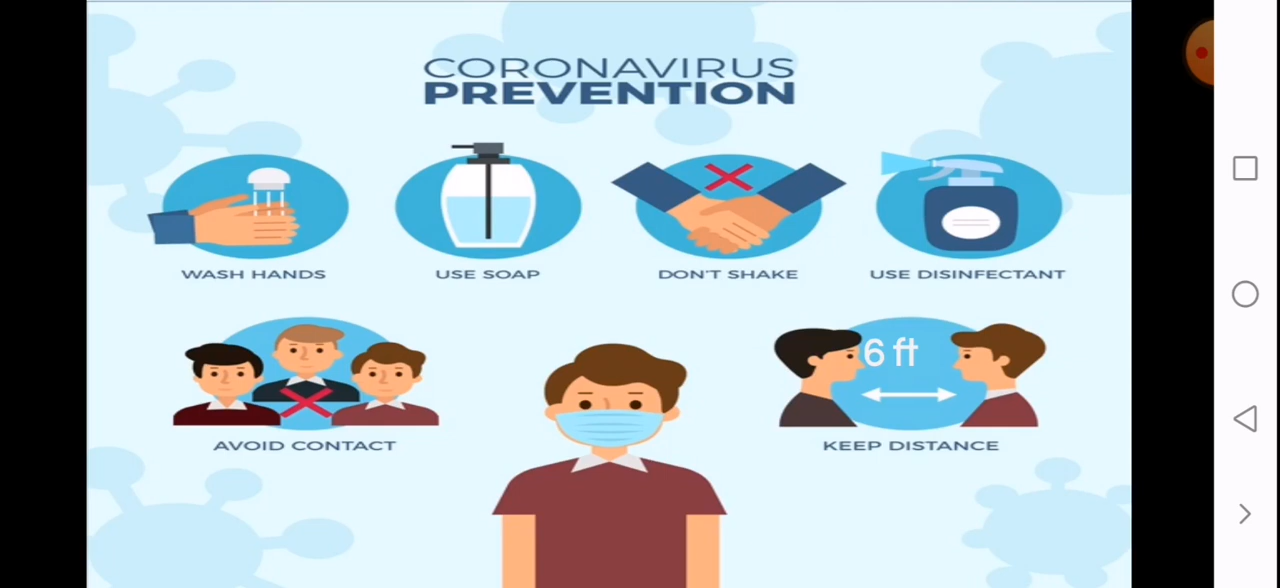 CORONAVIRUS
PREVENTION
WASH HANDS
USE SOAP
DON'T SHAKE
USE DISINFECTANT
6 ft
AVOID CONTACT
KEEP DISTANCE